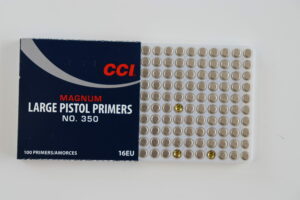 CCI
MAGNUM
LARGE PISTOL PRIMERS
NO. 350
100 PRIMERS/AMORCES 16EU